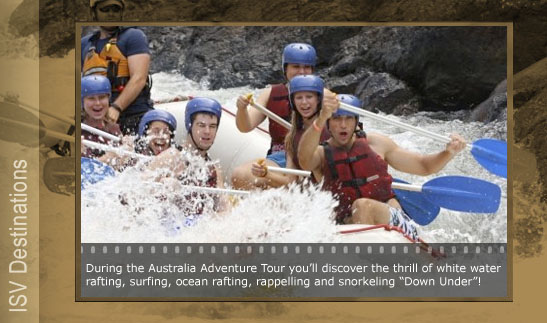 ISV Destinations
During the Australia Adventure Tour you'll discover the thrill of white water
rafting, surfing, ocean rafting, rappelling and snorkeling “Down Under”!